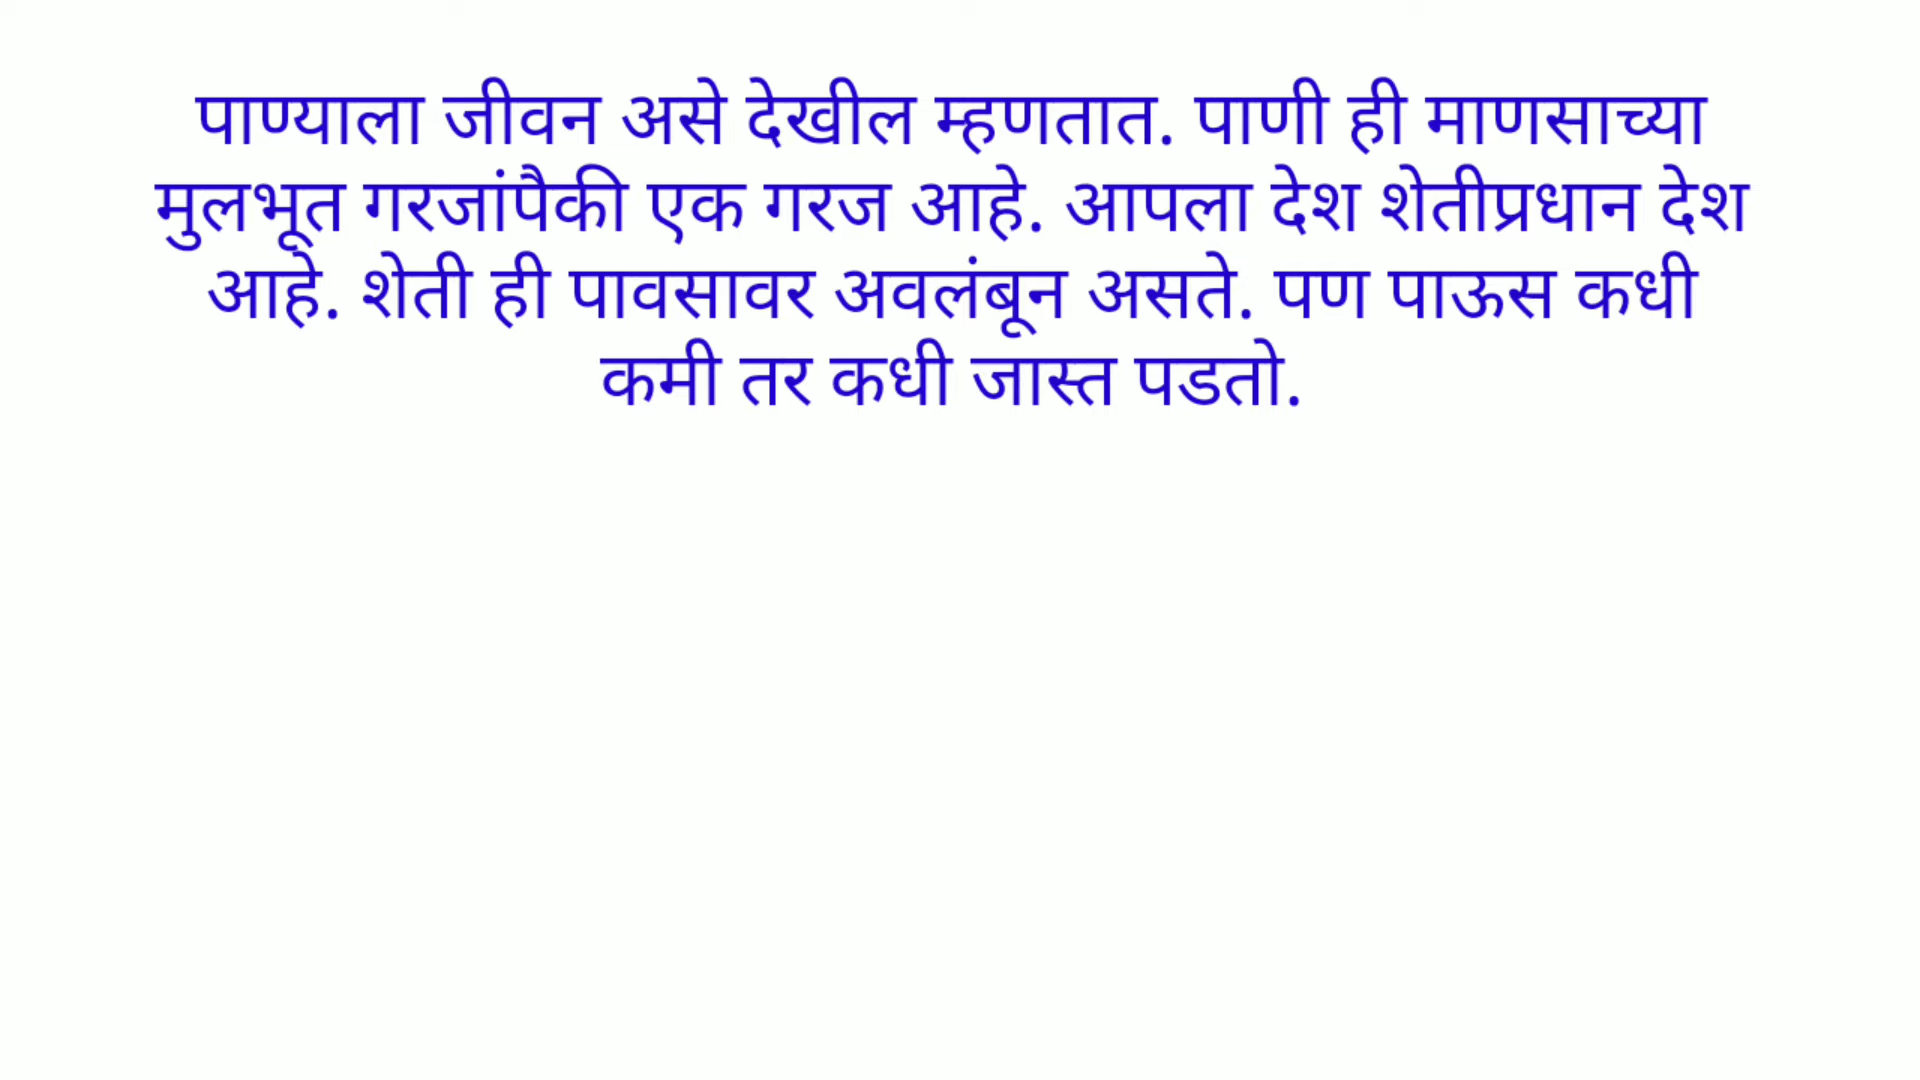 पाण्याला जीवन असे देखील म्हणतात. पाणी ही माणसाच्या
मुलभूत गरजांपैकी एक गरज आहे. आपला देश शेतीप्रधान देश
आहे. शेती ही पावसावर अवलंबून असते. पण पाऊस कधी
कमी तर कधी जास्त पडतो.